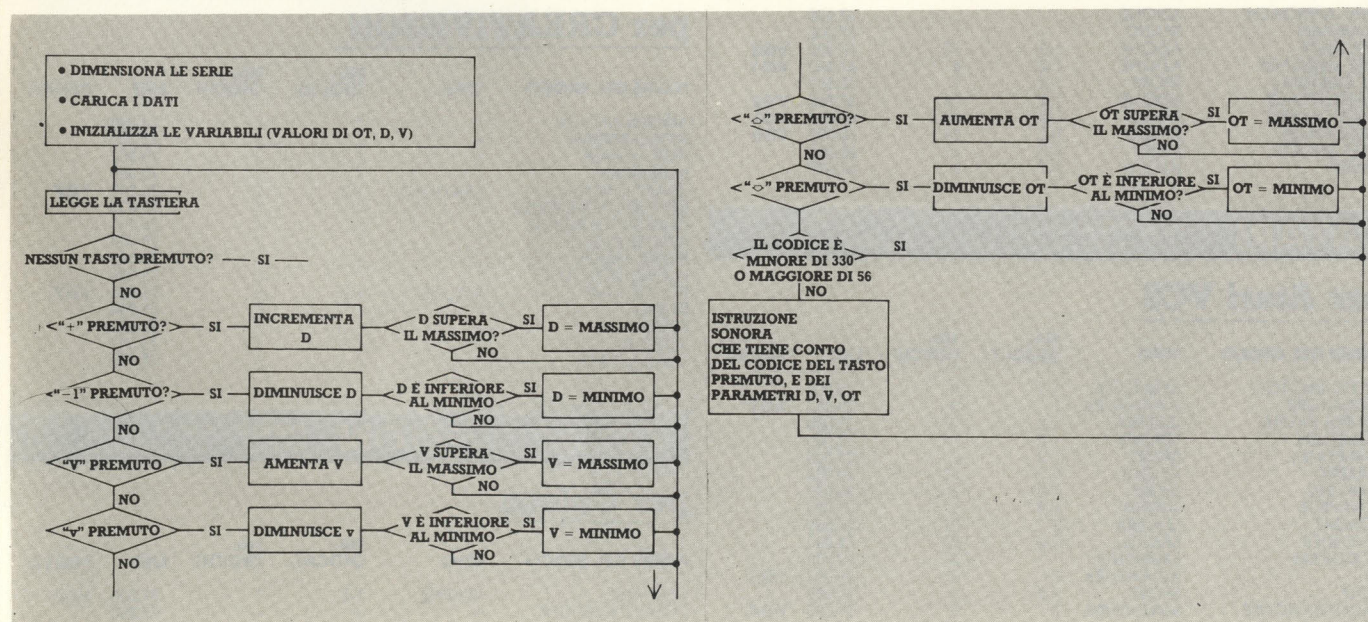 • DIMENSIONA LE SERIE
• CARICA I DATI
• INIZIALIZZA LE VARIABILI (VALORI DI OT, D, V)
LEGGE LA TASTIERA
NESSUN TASTO PREMUTO?
SI
NO
<"+" PREMUTO?>
SI
INCREMENTA
D
D SUPERA
IL MASSIMO?
SI
D = MASSIMO
NO
NO
<"−1" PREMUTO?>
SI
DIMINUISCE D
D È INFERIORE
AL MINIMO
SI
D = MINIMO
NO
NO
"V" PREMUTO
SI
AMENTA V
V SUPERA
IL MASSIMO
SI
V = MASSIMO
NO
NO
"v" PREMUTO
SI
DIMINUISCE v
V È INFERIORE
AL MINIMO
SI
V = MINIMO
NO
NO
<"⌂" PREMUTO?>
SI
AUMENTA OT
OT SUPERA
IL MASSIMO?
SI
OT = MASSIMO
NO
NO
<"⌂" PREMUTO
SI
DIMINUISCE OT
OT È INFERIORE
AL MINIMO?
SI
OT = MINIMO
NO
IL CODICE È
MINORE DI 330
O MAGGIORE DI 56
SI
NO
ISTRUZIONE
SONORA
CHE TIENE CONTO
DEL CODICE DEL TASTO
PREMUTO, E DEI
PARAMETRI D, V, OT